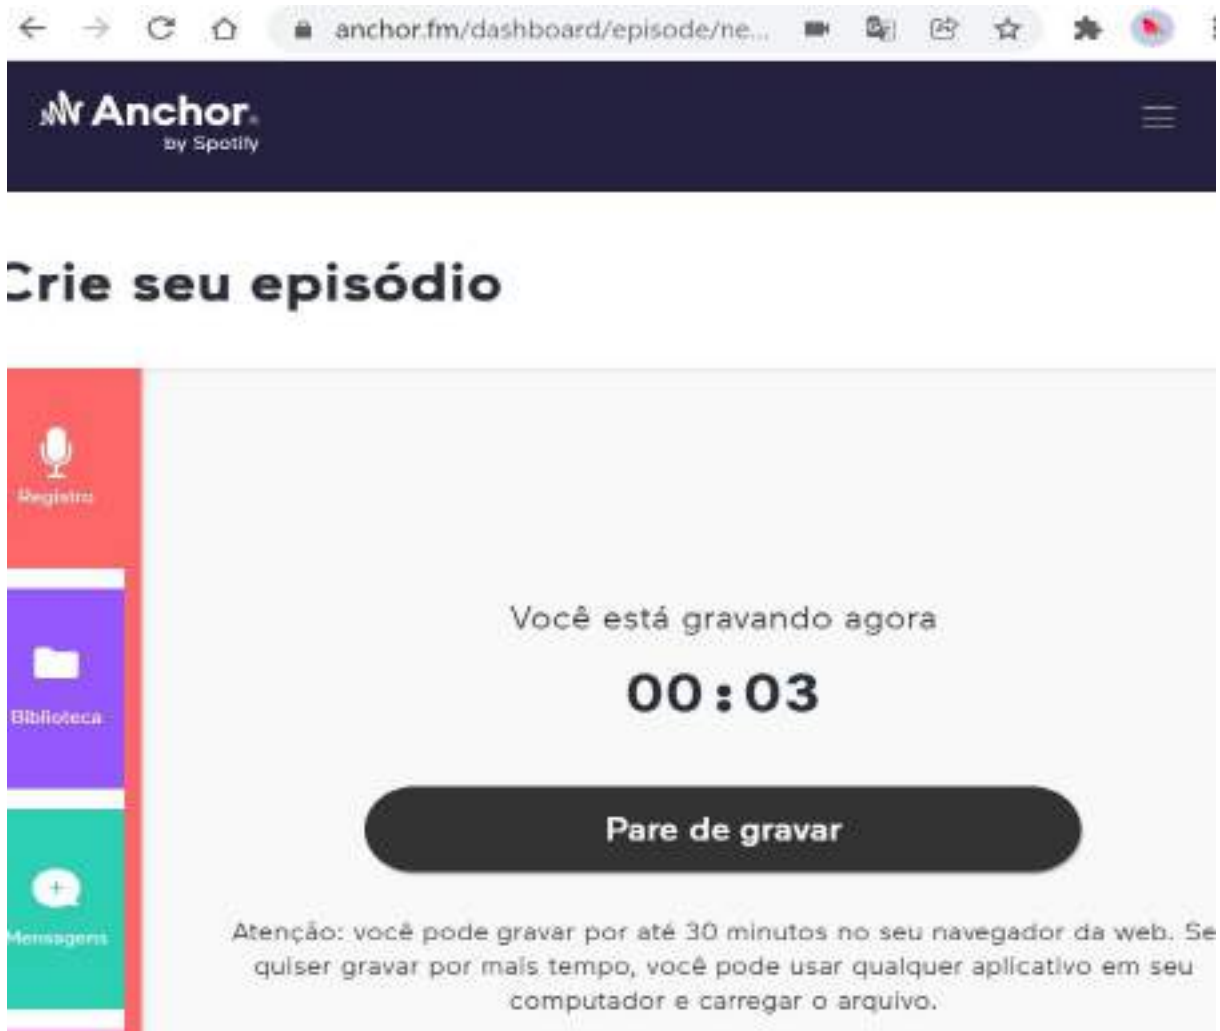 anchor.fm/dashboard/episode/ne...
Anchor
by Spotify
Crie seu episódio
Registro
Biblioteca
Mensagens
Você está gravando agora
00:03
Pare de gravar
Atenção: você pode gravar por até 30 minutos no seu navegador da web. Se
quiser gravar por mais tempo, você pode usar qualquer aplicativo em seu
computador e carregar o arquivo.